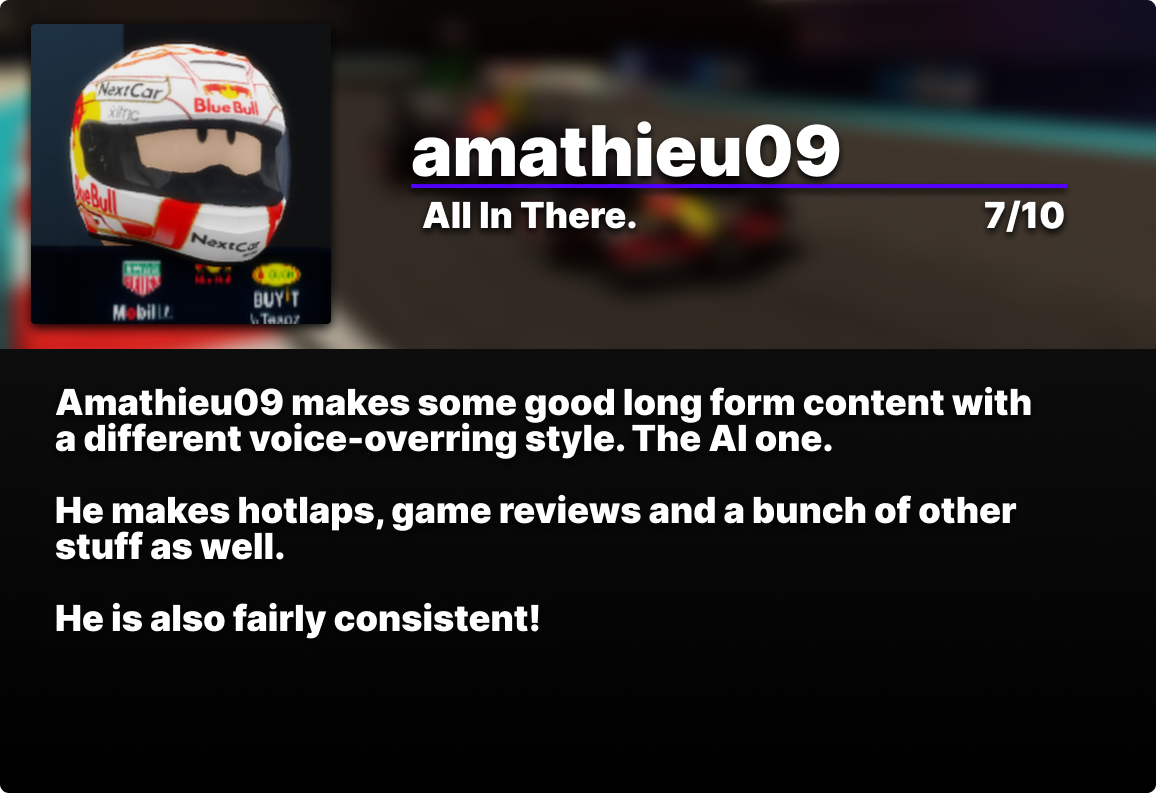 NextCar
xitric
BlueBull
BlueBull
NextCar
BUY T
Mobil
amathieu09
All In There. 7/10
Amathieu09 makes some good long form content with
a different voice-overring style. The AI one.
He makes hotlaps, game reviews and a bunch of other
stuff as well.
He is also fairly consistent!